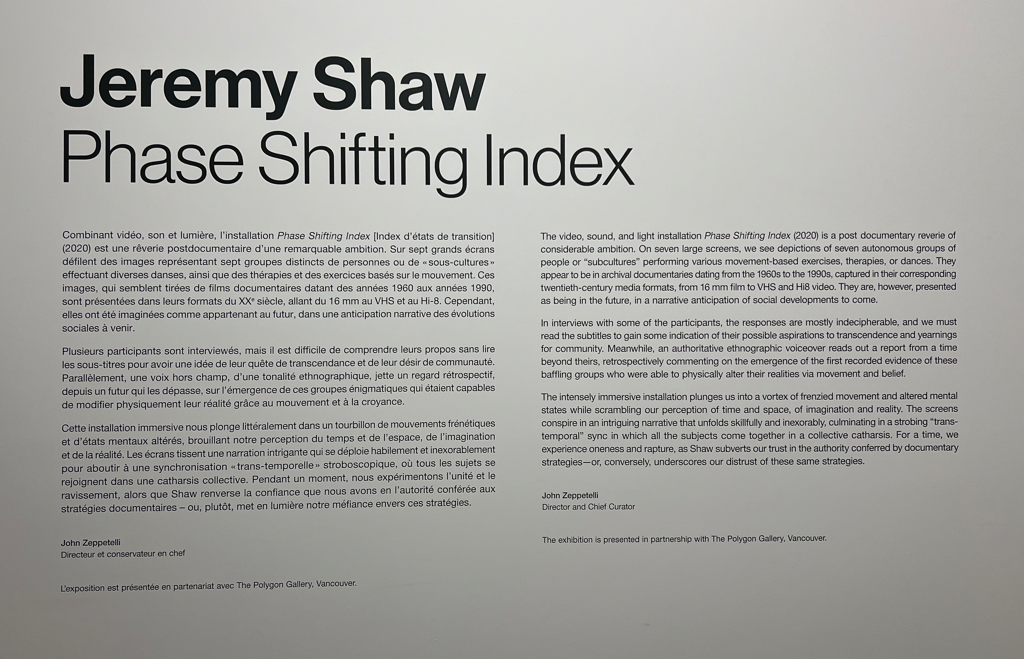 Jeremy Shaw
Phase Shifting Index
Combinant vidéo, son et lumière, l'installation Phase Shifting Index [Index d'états de transition]
(2020) est une rêverie postdocumentaire d'une remarquable ambition. Sur sept grands écrans
défilent des images représentant sept groupes distincts de personnes ou de « sous-cultures »
effectuant diverses danses, ainsi que des thérapies et des exercices basés sur le mouvement. Ces
images, qui semblent tirées de films documentaires datant des années 1960 aux années 1990,
sont présentées dans leurs formats du XXe siècle, allant du 16 mm au VHS et au Hi-8. Cependant,
elles ont été imaginées comme appartenant au futur, dans une anticipation narrative des évolutions
sociales à venir.
Plusieurs participants sont interviewés, mais il est difficile de comprendre leurs propos sans lire
les sous-titres pour avoir une idée de leur quête de transcendance et de leur désir de communauté.
Parallèlement, une voix hors champ, d'une tonalité ethnographique, jette un regard rétrospectif,
depuis un futur qui les dépasse, sur l'émergence de ces groupes énigmatiques qui étaient capables
de modifier physiquement leur réalité grâce au mouvement et à la croyance.
Cette installation immersive nous plonge littéralement dans un tourbillon de mouvements frénétiques
et d'états mentaux altérés, brouillant notre perception du temps et de l'espace, de l'imagination
et de la réalité. Les écrans tissent une narration intrigante qui se déploie habilement et inexorablement
pour aboutir à une synchronisation « trans-temporelle » stroboscopique, où tous les sujets se
rejoignent dans une catharsis collective. Pendant un moment, nous expérimentons l'unité et le
ravissement, alors que Shaw renverse la confiance que nous avons en l'autorité conférée aux
stratégies documentaires – ou, plutôt, met en lumière notre méfiance envers ces stratégies.
John Zeppetelli
Directeur et conservateur en chef
L'exposition est présentée en partenariat avec The Polygon Gallery, Vancouver.
The video, sound, and light installation Phase Shifting Index (2020) is a post documentary reverie of
considerable ambition. On seven large screens, we see depictions of seven autonomous groups of
people or "subcultures" performing various movement-based exercises, therapies, or dances. They
appear to be in archival documentaries dating from the 1960s to the 1990s, captured in their corresponding
twentieth-century media formats, from 16 mm film to VHS and Hi8 video. They are, however, presented
as being in the future, in a narrative anticipation of social developments to come.
In interviews with some of the participants, the responses are mostly indecipherable, and we must
read the subtitles to gain some indication of their possible aspirations to transcendence and yearnings
for community. Meanwhile, an authoritative ethnographic voiceover reads out a report from a time
beyond theirs, retrospectively commenting on the emergence of the first recorded evidence of these
baffling groups who were able to physically alter their realities via movement and belief.
The intensely immersive installation plunges us into a vortex of frenzied movement and altered mental
states while scrambling our perception of time and space, of imagination and reality. The screens
conspire in an intriguing narrative that unfolds skillfully and inexorably, culminating in a strobing "trans-
temporal" sync in which all the subjects come together in a collective catharsis. For a time, we
experience oneness and rapture, as Shaw subverts our trust in the authority conferred by documentary
strategies—or, conversely, underscores our distrust of these same strategies.
John Zeppetelli
Director and Chief Curator
The exhibition is presented in partnership with The Polygon Gallery, Vancouver.